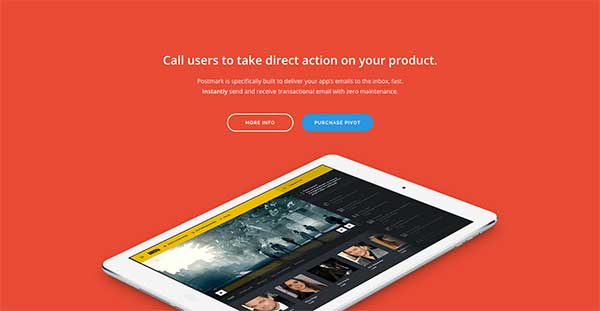 Call users to take direct action on your product.
Postmark is specifically built to deliver your app's emails to the inbox, fast.
Instantly send and receive transactional email with zero maintenance.
MORE INFO
PURCHASE PIVOT